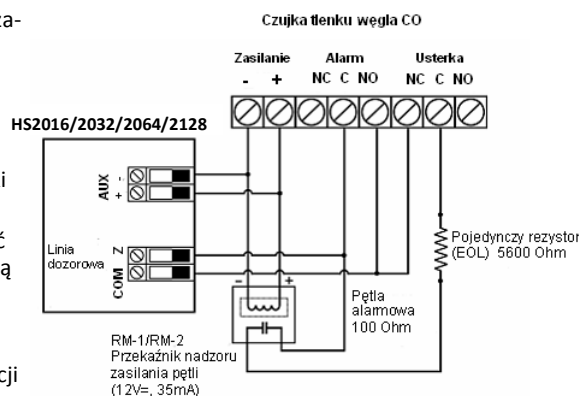 za-
Czujka tlenku węgla CO
Zasilanie Alarm Usterka
- + NC C NO NC C NO
HS2016/2032/2064/2128
i
ć
ą
cji
AUX
-
+
Linia
dozorowa
Z
COM
Pojedynczy rezystor
(EOL) 5600 Ohm
- +
Pętla
alarmowa
100 Ohm
RM-1/RM-2
Przekaźnik nadzoru
zasilania pętli
(12V=, 35mA)